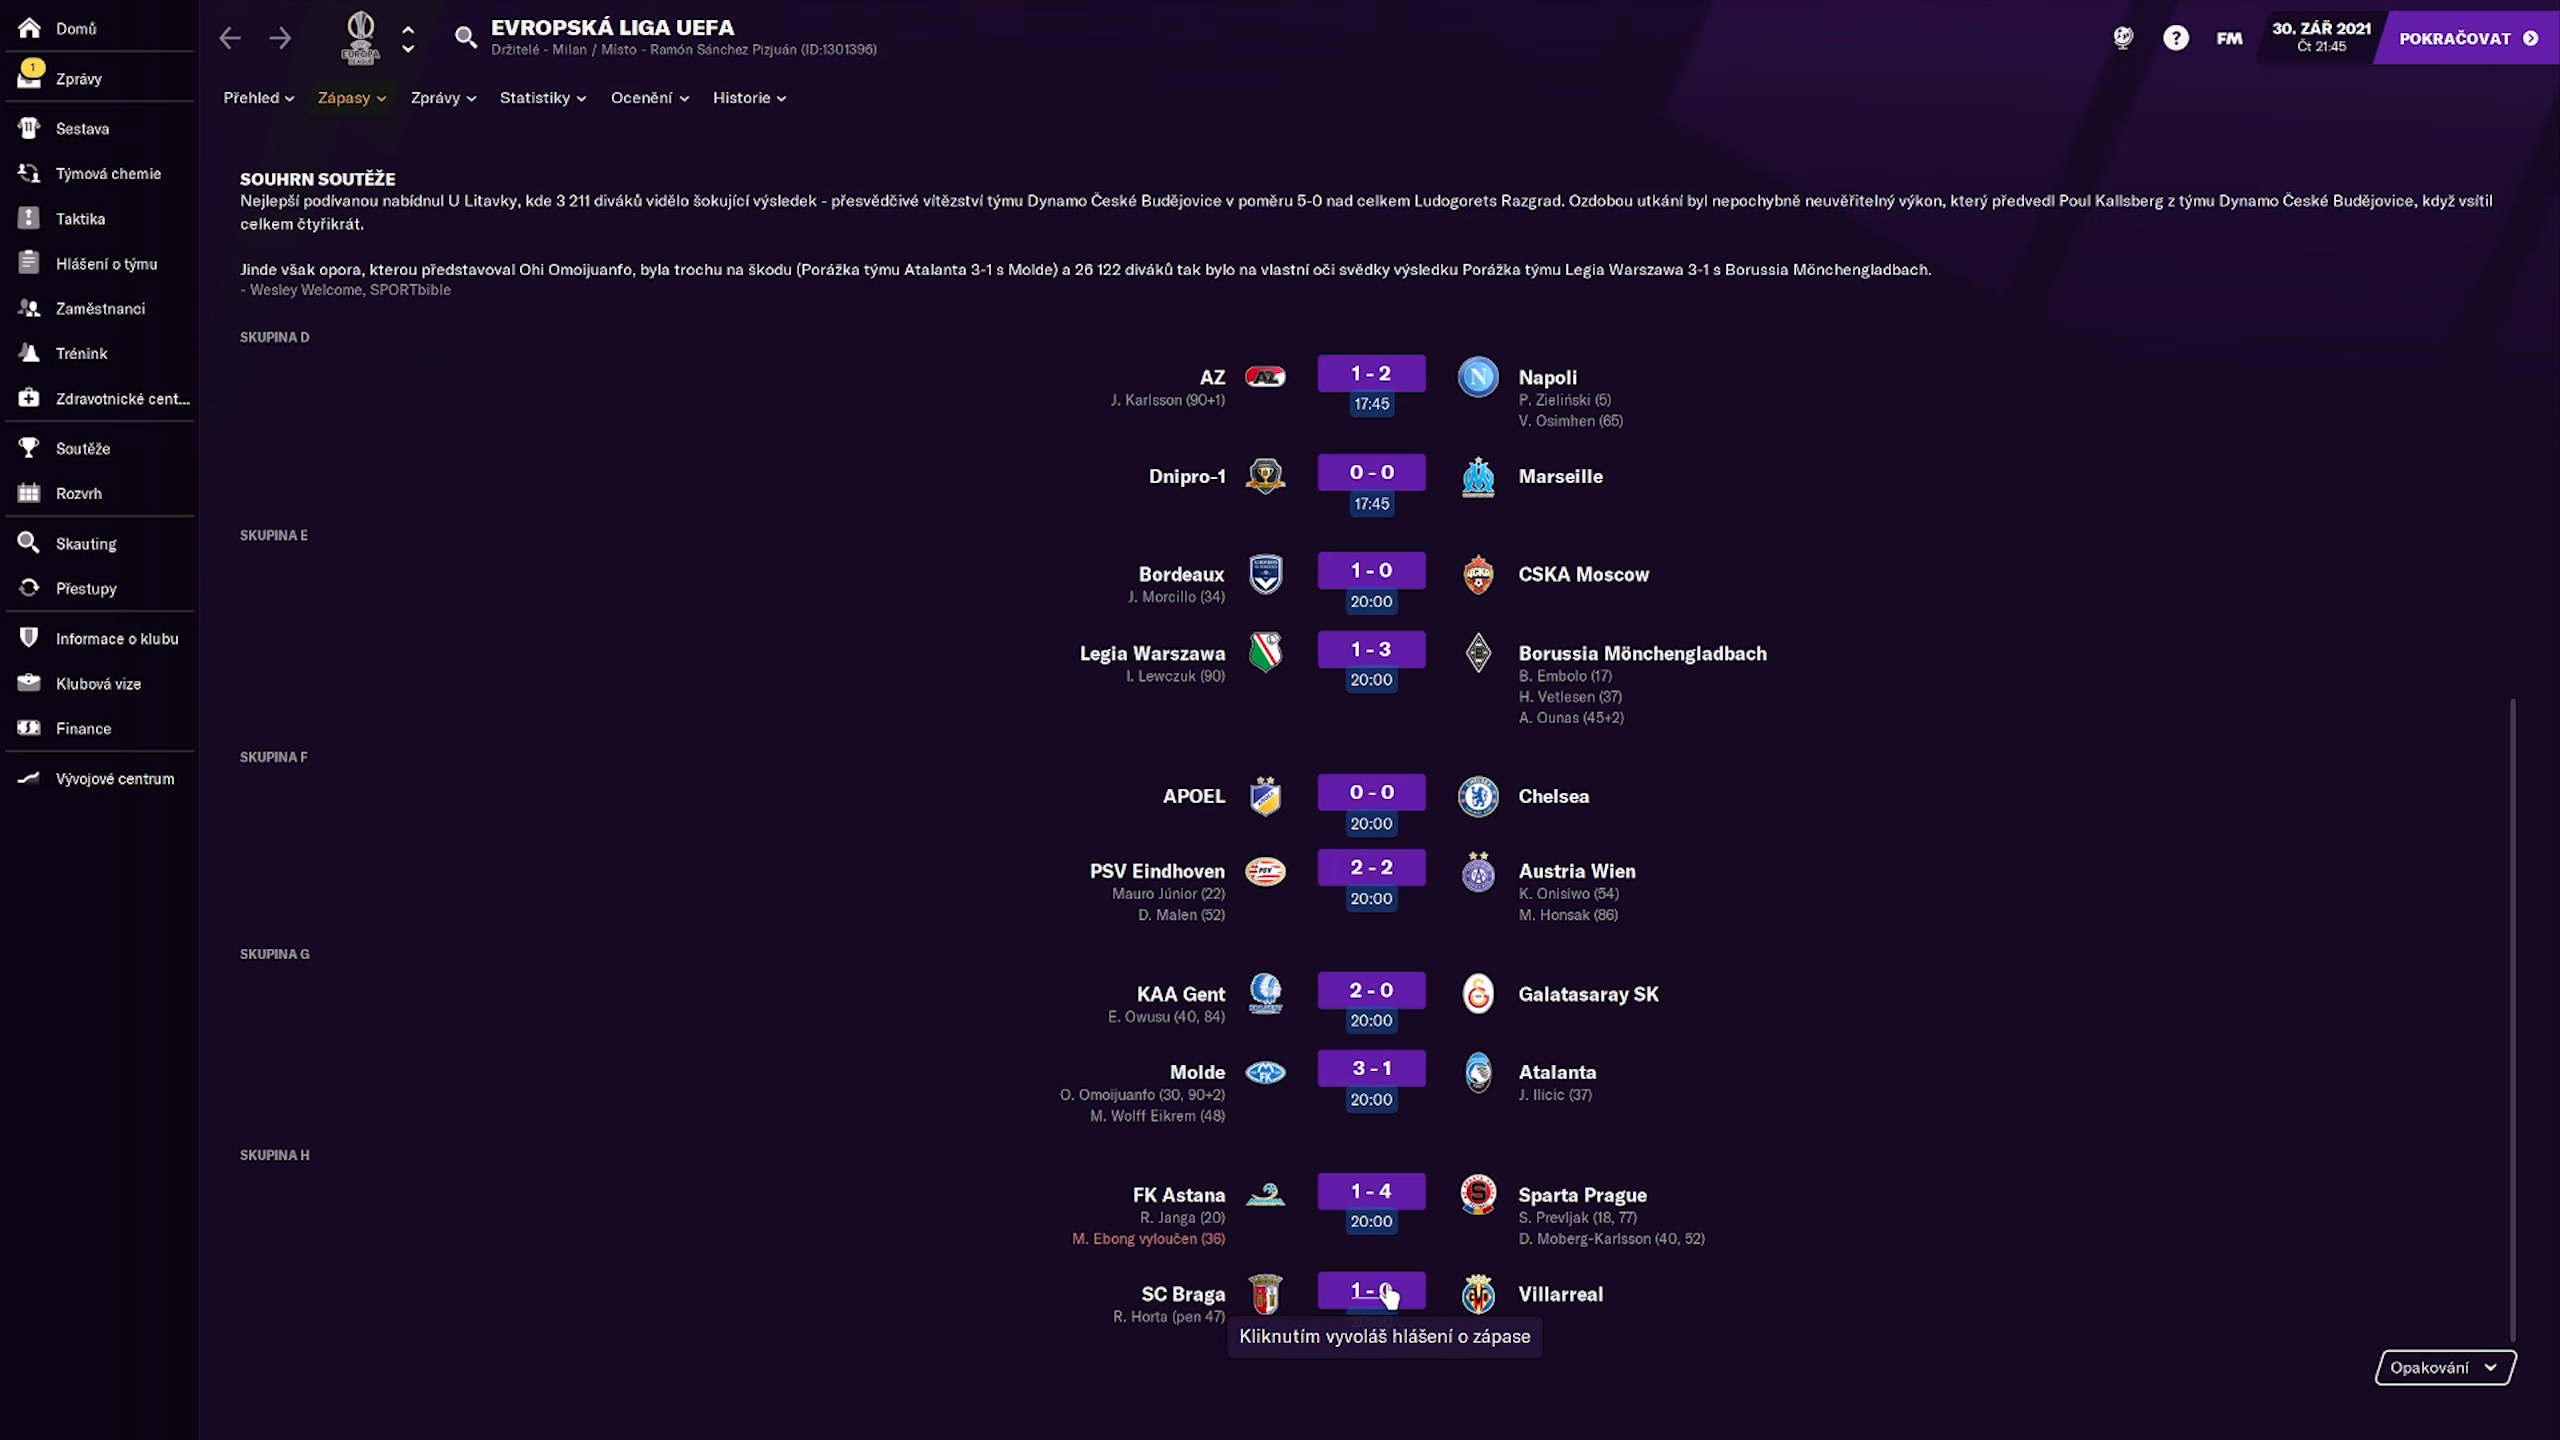 Domů
1
Zprávy
Sestava
Týmová chemie
Taktika
Hlášení o týmu
Zaměstnanci
Trénink
Zdravotnické cent...
Soutěže
Rozvrh
Skauting
Přestupy
Informace o klubu
Klubová vize
Finance
Vývojové centrum
EVROPSKÁ LIGA UEFA
Držitelé - Milan / Místo - Ramón Sánchez Pizjuán (ID:1301396)
FM
30. ZÁŘ 2021
Čt 21:45
POKRAČOVAT
Přehled Zápasy Zprávy Statistiky Ocenění Historie
SOUHRN SOUTĚŽE
Nejlepší podívanou nabídnul U Litavky, kde 3 211 diváků vidělo šokující výsledek - přesvědčivé vítězství týmu Dynamo České Budějovice v poměru 5-0 nad celkem Ludogorets Razgrad. Ozdobou utkání byl nepochybně neuvěřitelný výkon, který předvedl Poul Kallsberg z týmu Dynamo České Budějovice, když vsítil
celkem čtyřikrát.
Jinde však opora, kterou představoval Ohi Omoijuanfo, byla trochu na škodu (Porážka týmu Atalanta 3-1 s Molde) a 26 122 diváků tak bylo na vlastní oči svědky výsledku Porážka týmu Legia Warszawa 3-1 s Borussia Mönchengladbach.
- Wesley Welcome, SPORTbible
SKUPINA D
AZ 1 - 2 Napoli
J. Karlsson (90+1) 17:45 P. Zieliński (5)
V. Osimhen (65)
Dnipro-1 0 - 0 Marseille
17:45
SKUPINA E
Bordeaux 1 - 0 CSKA Moscow
J. Morcillo (34) 20:00
Legia Warszawa 1 - 3 Borussia Mönchengladbach
I. Lewczuk (90) 20:00 B. Embolo (17)
H. Vetlesen (37)
A. Ounas (45+2)
SKUPINA F
APOEL 0 - 0 Chelsea
20:00
PSV Eindhoven 2 - 2 Austria Wien
Mauro Júnior (22) 20:00 K. Onisiwo (54)
D. Malen (52) M. Honsak (86)
SKUPINA G
KAA Gent 2 - 0 Galatasaray SK
E. Owusu (40, 84) 20:00
Molde 3 - 1 Atalanta
O. Omoijuanfo (30, 90+2) 20:00 J. Ilicic (37)
M. Wolff Eikrem (48)
SKUPINA H
FK Astana 1 - 4 Sparta Prague
R. Janga (20) 20:00 S. Prevljak (18, 77)
M. Ebong vyloučen (36) D. Moberg-Karlsson (40, 52)
SC Braga 1 - 0 Villarreal
R. Horta (pen 47)
Kliknutím vyvoláš hlášení o zápase
Opakování